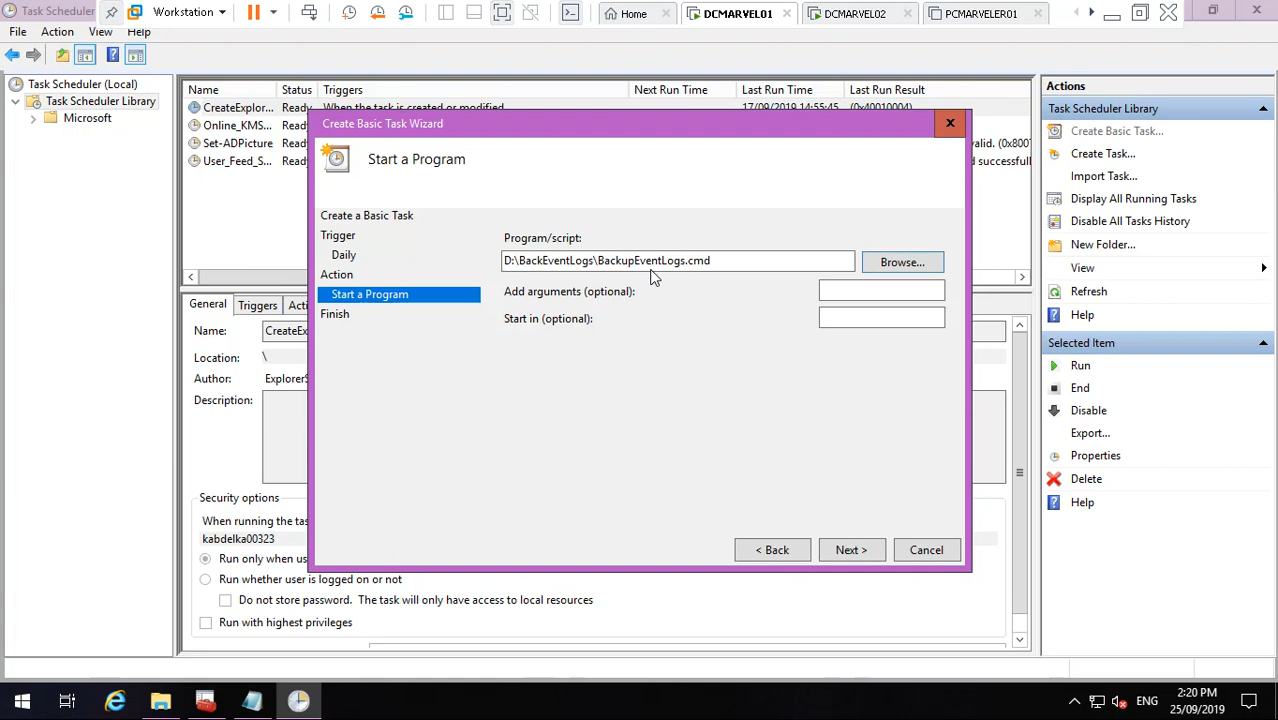 Task Scheduler
Workstation
Home
DCMARVEL01
DCMARVEL02
PCMARVELER01
File Action View Help
Task Scheduler (Local)
Task Scheduler Library
Microsoft
Name Status Triggers Next Run Time Last Run Time Last Run Result
CreateExplor... Ready When the task is created or modified 17/09/2019 14:55:45 (0x40010004)
Online_KMS... Ready
Set-ADPicture Ready valid. (0x8007
User_Feed_S... Ready d successfull
Create Basic Task Wizard
Start a Program
Create a Basic Task
Trigger
Daily
Action
Start a Program
Finish
Program/script:
D:\BackEventLogs\BackupEventLogs.cmd
Browse...
Add arguments (optional):
Start in (optional):
< Back Next > Cancel
General Triggers Acti
Name: CreateEx
Location: \
Author: Explorer
Description:
Security options
When running the tas
kabdelka00323
Run only when us
Run whether user is logged on or not
Do not store password. The task will only have access to local resources
Run with highest privileges
Actions
Task Scheduler Library
Create Basic Task...
Create Task...
Import Task...
Display All Running Tasks
Disable All Tasks History
New Folder...
View
Refresh
Help
Selected Item
Run
End
Disable
Export...
Properties
Delete
Help
ENG
2:20 PM
25/09/2019